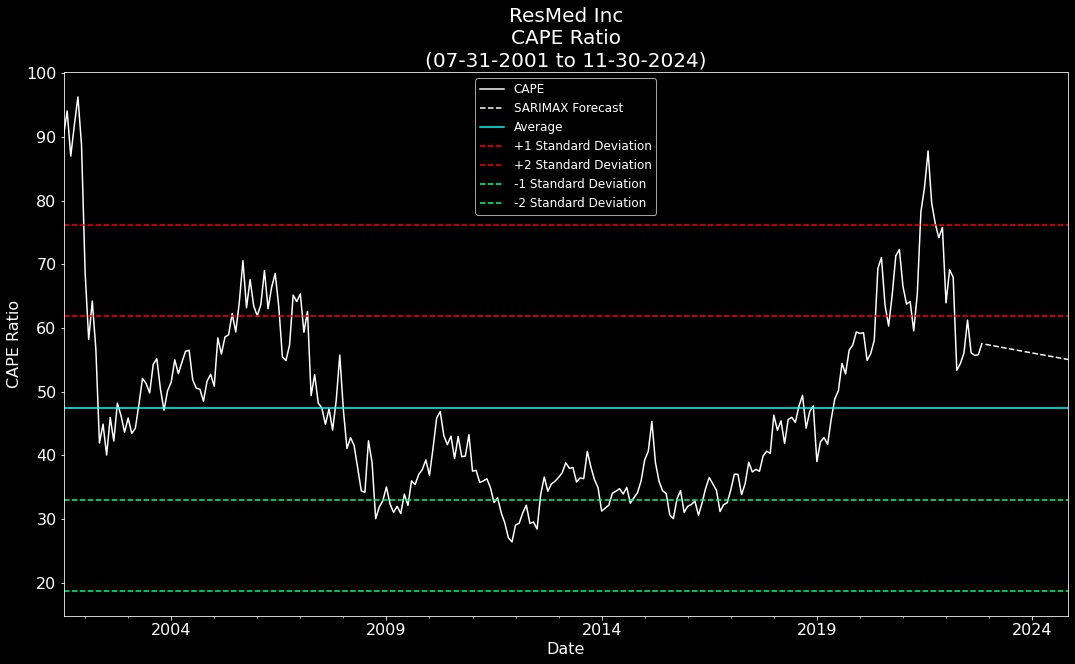 ResMed Inc
CAPE Ratio
(07-31-2001 to 11-30-2024)
100
90
80
70
60
50
40
30
20
CAPE Ratio
CAPE
SARIMAX Forecast
Average
+1 Standard Deviation
+2 Standard Deviation
-1 Standard Deviation
-2 Standard Deviation
2004
2009
2014
2019
2024
Date